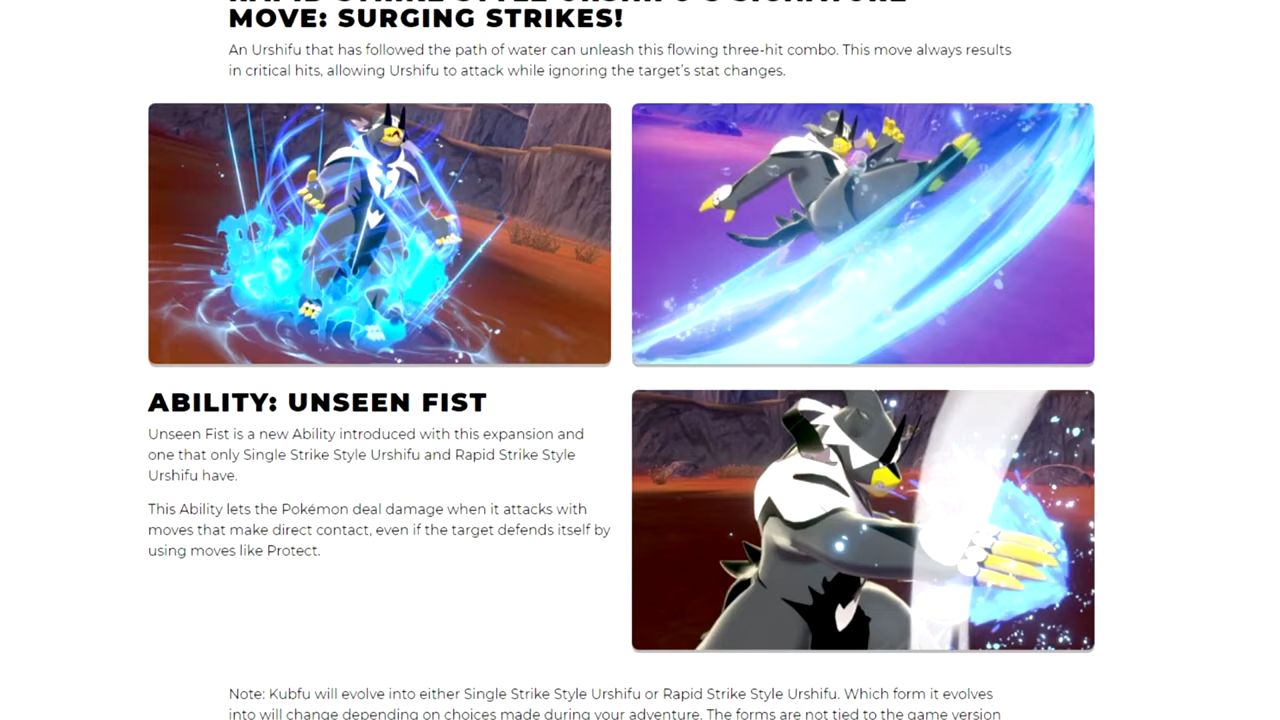 RAPID STRIKE STYLE URSHIFU'S SIGNATURE
MOVE: SURGING STRIKES!
An Urshifu that has followed the path of water can unleash this flowing three-hit combo. This move always results
in critical hits, allowing Urshifu to attack while ignoring the target's stat changes.
ABILITY: UNSEEN FIST
Unseen Fist is a new Ability introduced with this expansion and
one that only Single Strike Style Urshifu and Rapid Strike Style
Urshifu have.
This Ability lets the Pokémon deal damage when it attacks with
moves that make direct contact, even if the target defends itself by
using moves like Protect.
Note: Kubfu will evolve into either Single Strike Style Urshifu or Rapid Strike Style Urshifu. Which form it evolves
into will change depending on choices made during your adventure. The forms are not tied to the game version